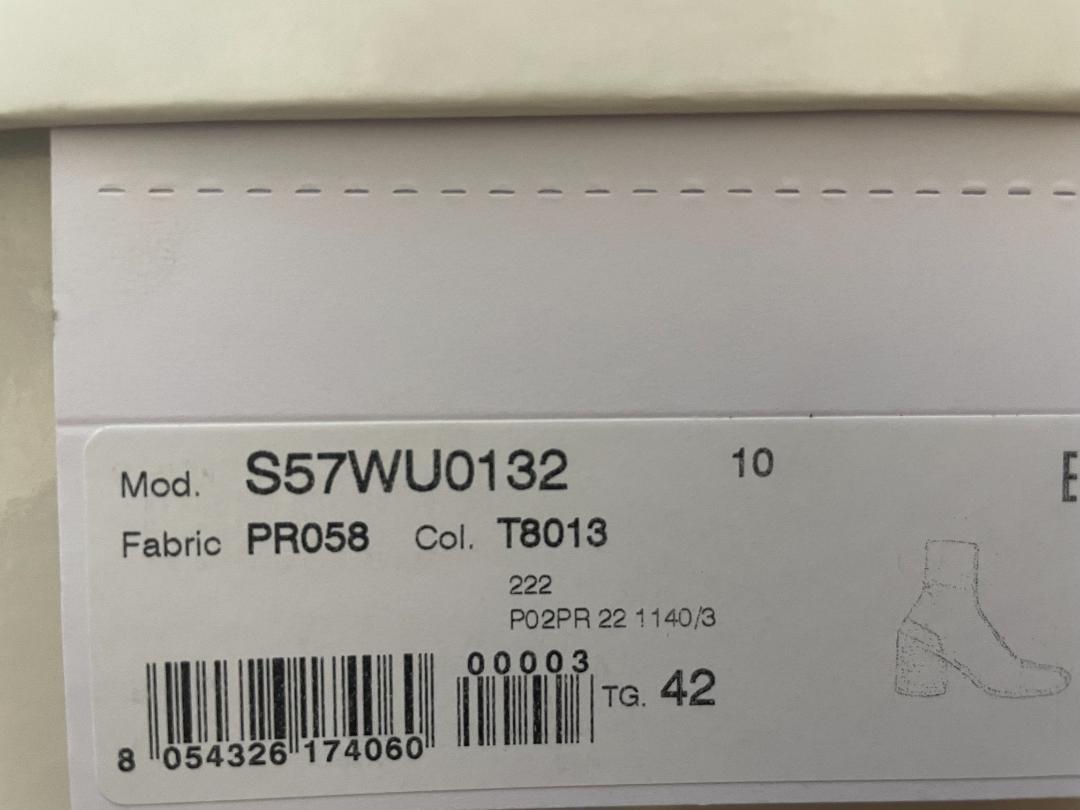 Mod. S57WU0132 10 E
Fabric PR058 Col. T8013
222
P02PR 22 1140/3
00003
TG. 42
8 054326 174060